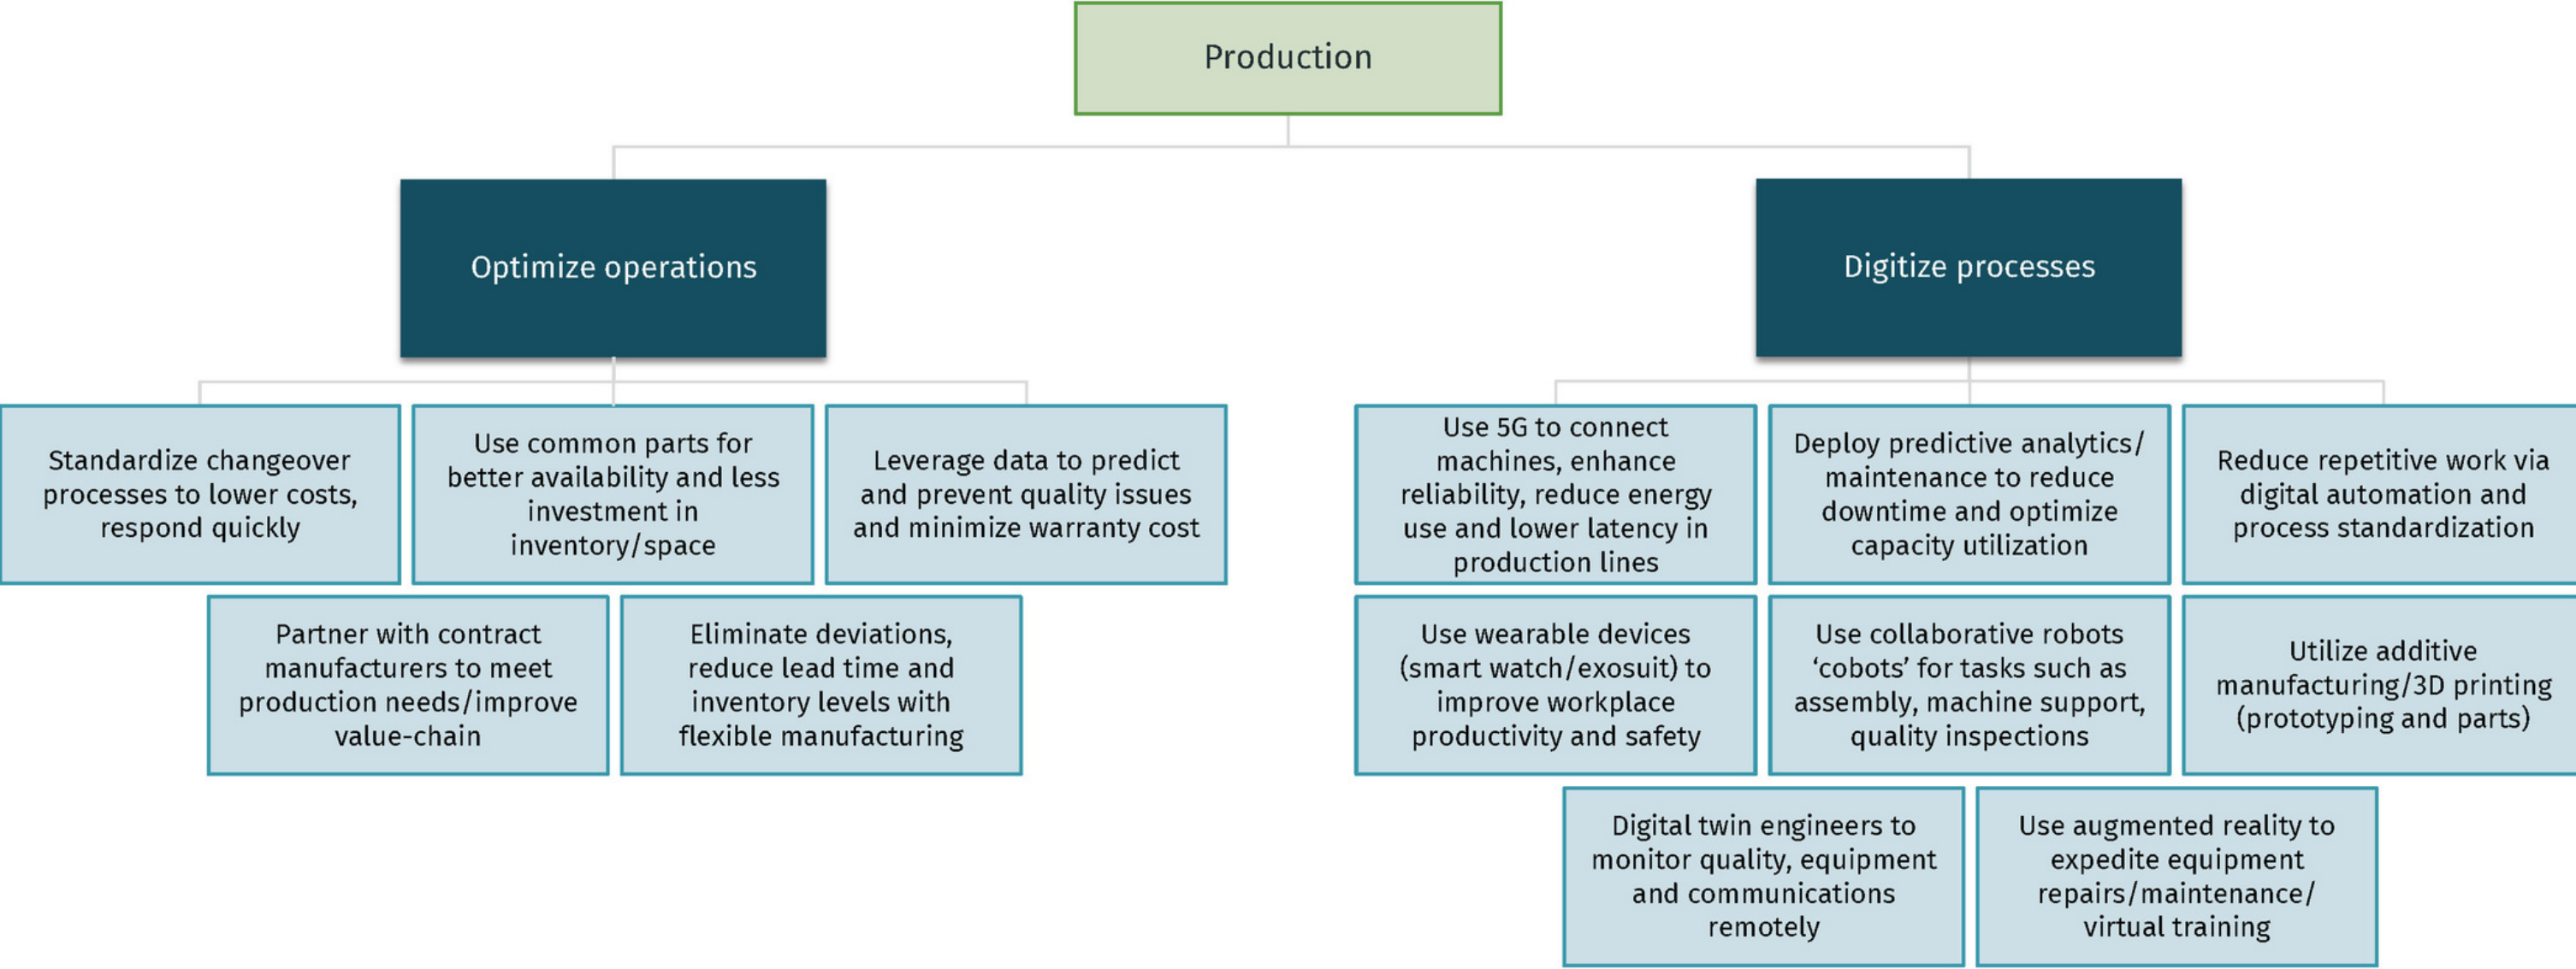 Production
Optimize operations
Digitize processes
Standardize changeover
processes to lower costs,
respond quickly
Use common parts for
better availability and less
investment in
inventory/space
Leverage data to predict
and prevent quality issues
and minimize warranty cost
Partner with contract
manufacturers to meet
production needs/improve
value-chain
Eliminate deviations,
reduce lead time and
inventory levels with
flexible manufacturing
Use 5G to connect
machines, enhance
reliability, reduce energy
use and lower latency in
production lines
Deploy predictive analytics/
maintenance to reduce
downtime and optimize
capacity utilization
Reduce repetitive work via
digital automation and
process standardization
Use wearable devices
(smart watch/exosuit) to
improve workplace
productivity and safety
Use collaborative robots
‘cobots’ for tasks such as
assembly, machine support,
quality inspections
Utilize additive
manufacturing/3D printing
(prototyping and parts)
Digital twin engineers to
monitor quality, equipment
and communications
remotely
Use augmented reality to
expedite equipment
repairs/maintenance/
virtual training